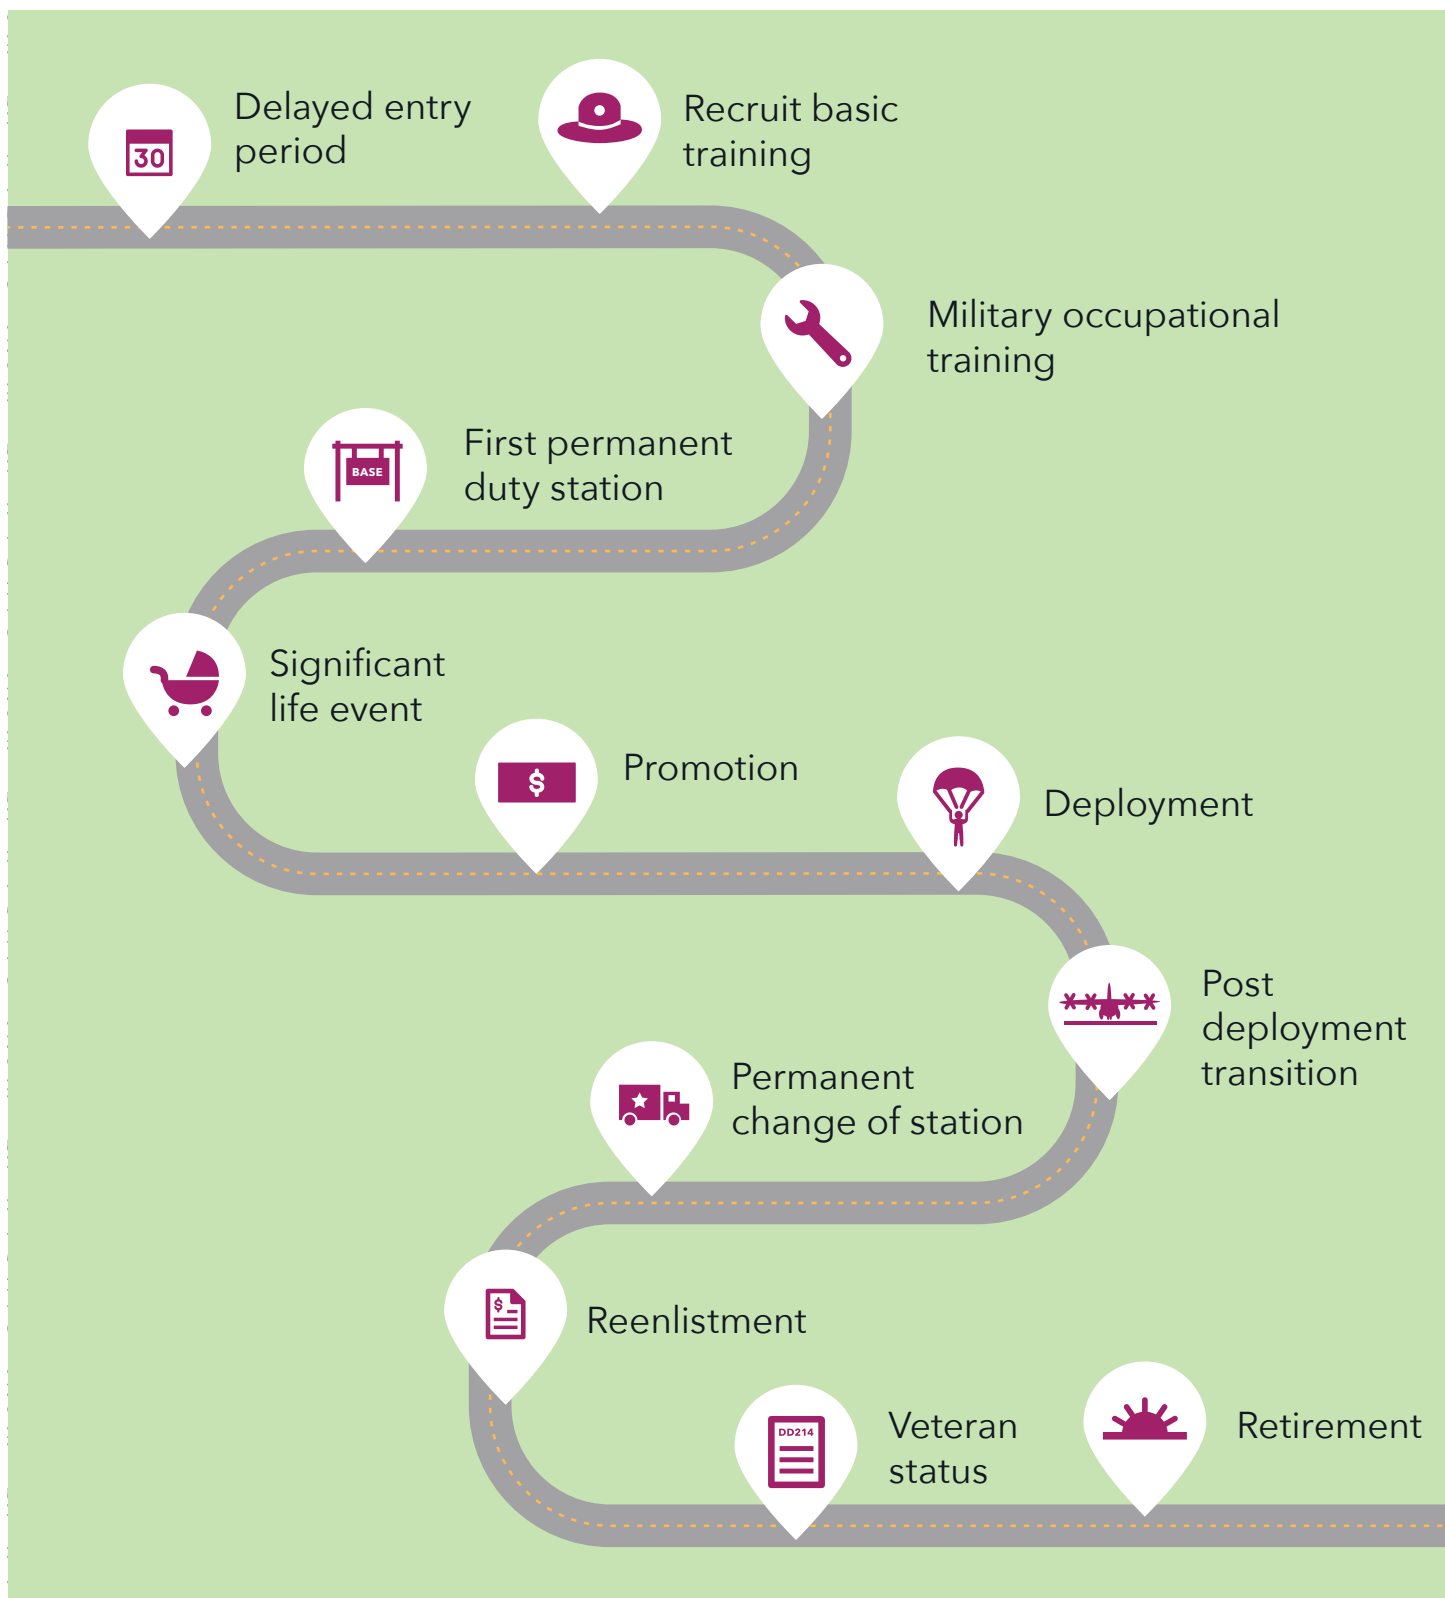 30
Delayed entry
period
Recruit basic
training
Military occupational
training
BASE
First permanent
duty station
Significant
life event
$
Promotion
Deployment
Post
deployment
transition
Permanent
change of station
$
Reenlistment
DD214
Veteran
status
Retirement